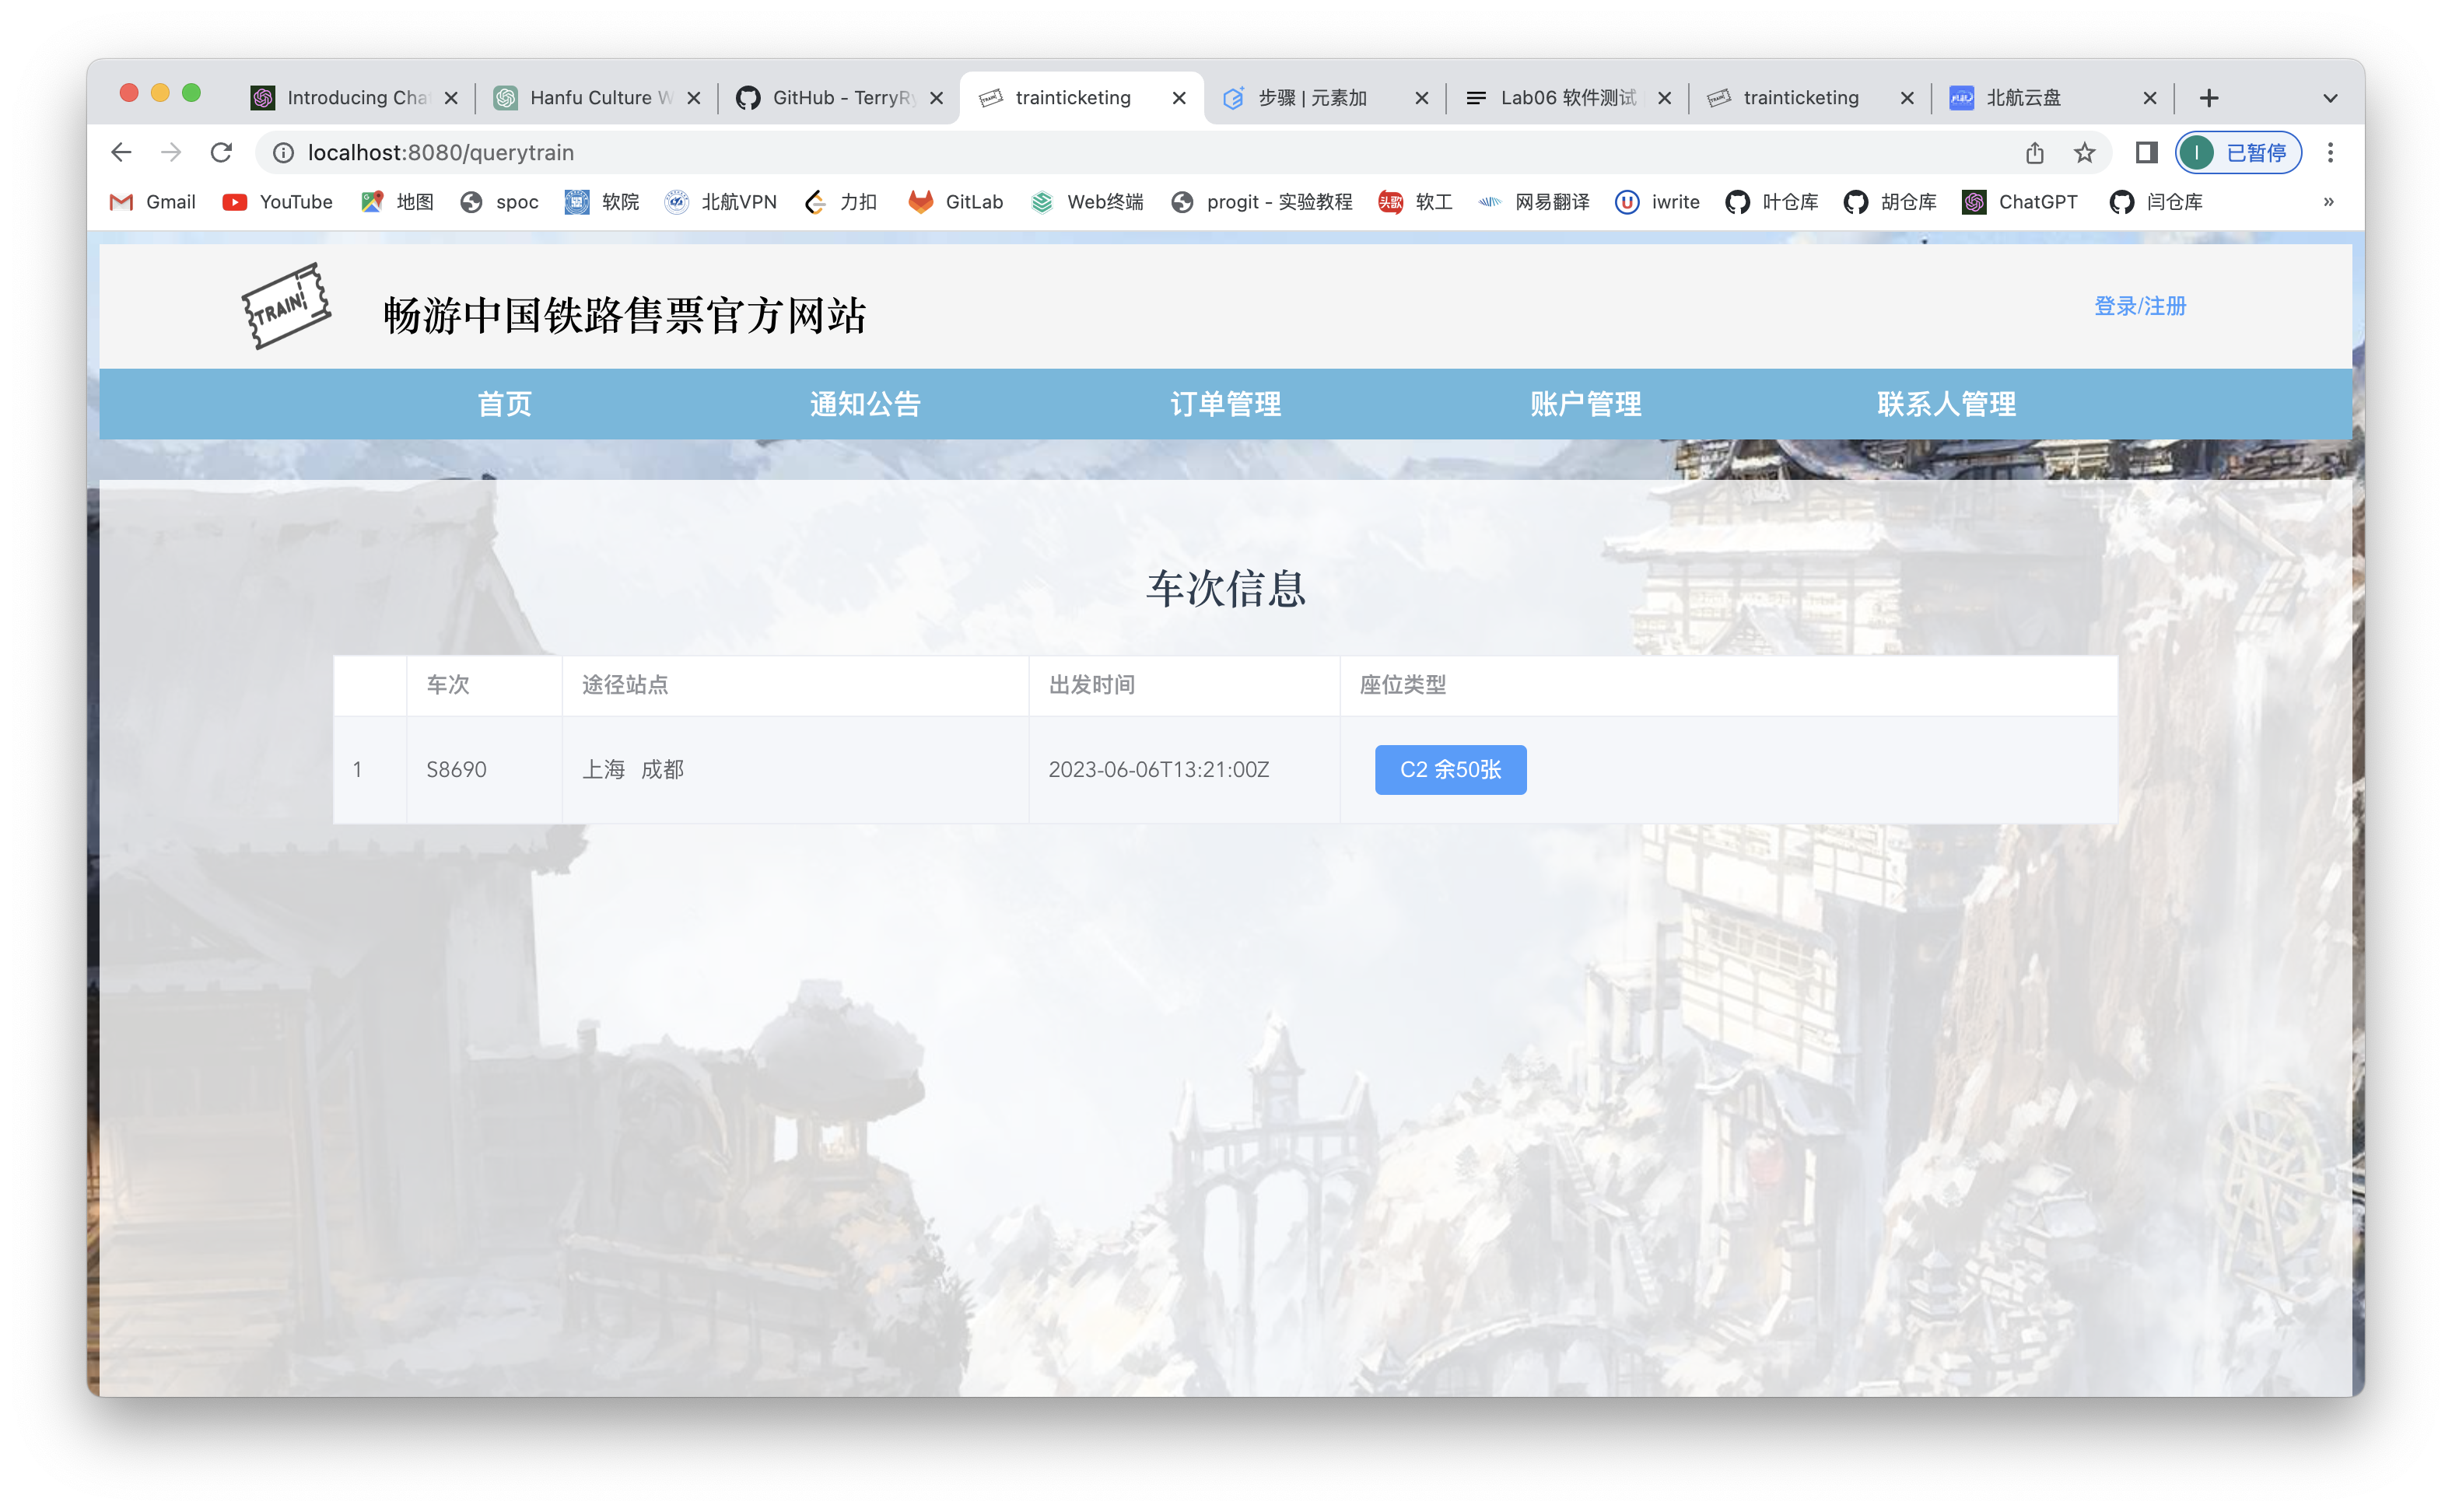 Introducing Cha
Hanfu Culture W
GitHub - TerryRy
trainticketing
步骤 | 元素加
Lab06 软件测试
trainticketing
北航云盘
localhost:8080/querytrain
已暂停
Gmail
YouTube
地图
spoc
软院
北航VPN
力扣
GitLab
Web终端
progit - 实验教程
头歌
软工
网易翻译
iwrite
叶仓库
胡仓库
ChatGPT
闫仓库
»
TRAIN!
畅游中国铁路售票官方网站
登录/注册
首页
通知公告
订单管理
账户管理
联系人管理
车次信息
车次
途径站点
出发时间
座位类型
1
S8690
上海 成都
2023-06-06T13:21:00Z
C2 余50张